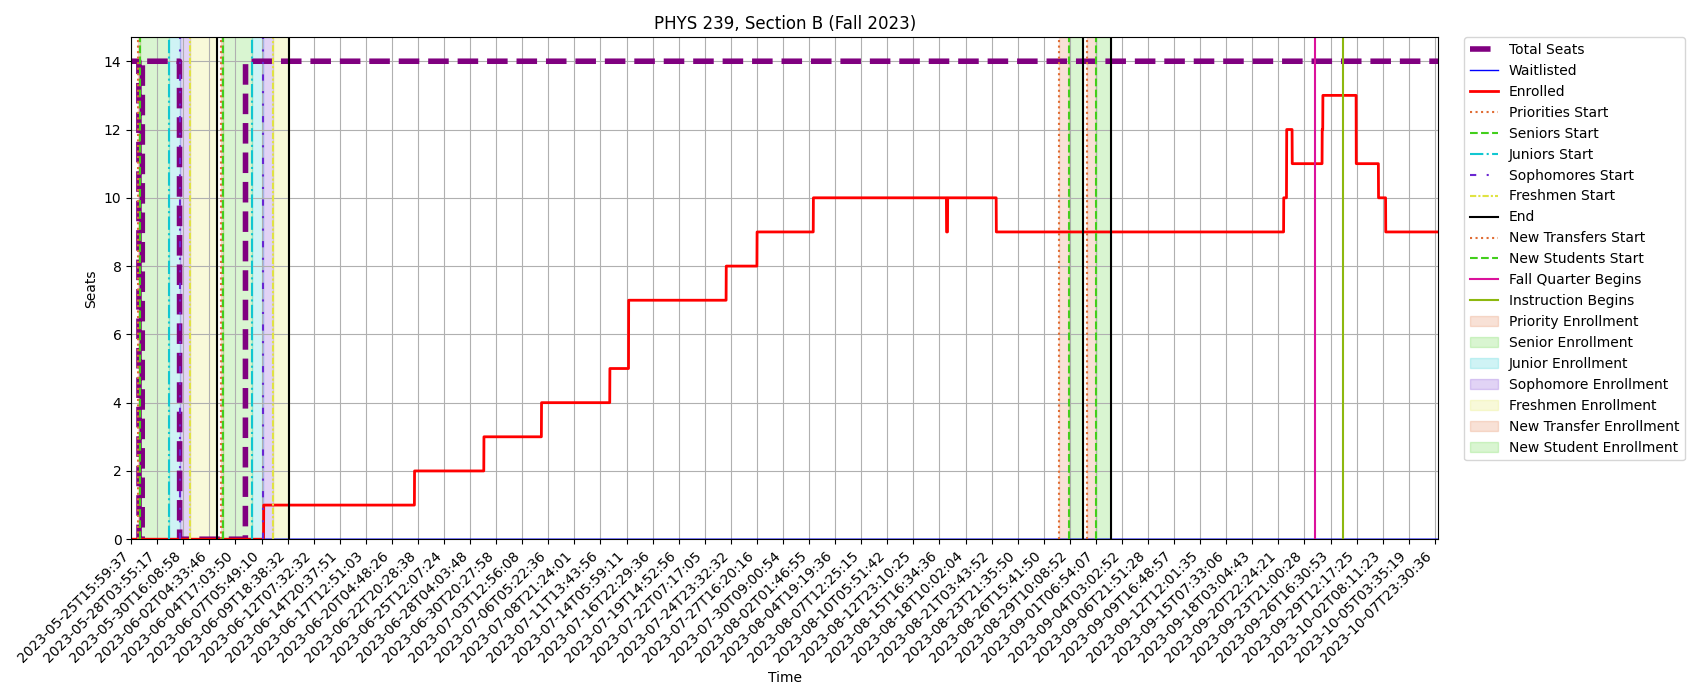 PHYS 239, Section B (Fall 2023)
Seats
14
12
10
8
6
4
2
0
2023-05-25T15:59:37
2023-05-28T03:55:17
2023-05-30T16:08:58
2023-06-02T04:33:46
2023-06-04T17:03:50
2023-06-07T05:49:10
2023-06-09T18:38:32
2023-06-12T07:32:32
2023-06-14T20:37:51
2023-06-17T12:51:03
2023-06-20T04:48:26
2023-06-22T20:28:38
2023-06-25T12:07:24
2023-06-28T04:03:48
2023-06-30T20:27:58
2023-07-03T12:56:08
2023-07-06T05:22:36
2023-07-08T21:24:01
2023-07-11T13:43:56
2023-07-14T05:59:11
2023-07-16T22:29:36
2023-07-19T14:52:56
2023-07-22T07:17:05
2023-07-24T23:32:32
2023-07-27T16:20:16
2023-07-30T09:00:54
2023-08-02T01:46:55
2023-08-04T19:19:36
2023-08-07T12:25:15
2023-08-10T05:51:42
2023-08-12T23:10:25
2023-08-15T16:34:36
2023-08-18T10:02:04
2023-08-21T03:43:52
2023-08-23T21:35:50
2023-08-26T15:41:50
2023-08-29T10:08:52
2023-09-01T06:54:07
2023-09-04T03:02:52
2023-09-06T21:51:28
2023-09-09T16:48:57
2023-09-12T12:01:35
2023-09-15T07:33:06
2023-09-18T03:04:43
2023-09-20T22:24:21
2023-09-23T21:00:28
2023-09-26T16:30:53
2023-09-29T12:17:25
2023-10-02T08:11:23
2023-10-05T03:35:19
2023-10-07T23:30:36
Time
Total Seats
Waitlisted
Enrolled
Priorities Start
Seniors Start
Juniors Start
Sophomores Start
Freshmen Start
End
New Transfers Start
New Students Start
Fall Quarter Begins
Instruction Begins
Priority Enrollment
Senior Enrollment
Junior Enrollment
Sophomore Enrollment
Freshmen Enrollment
New Transfer Enrollment
New Student Enrollment